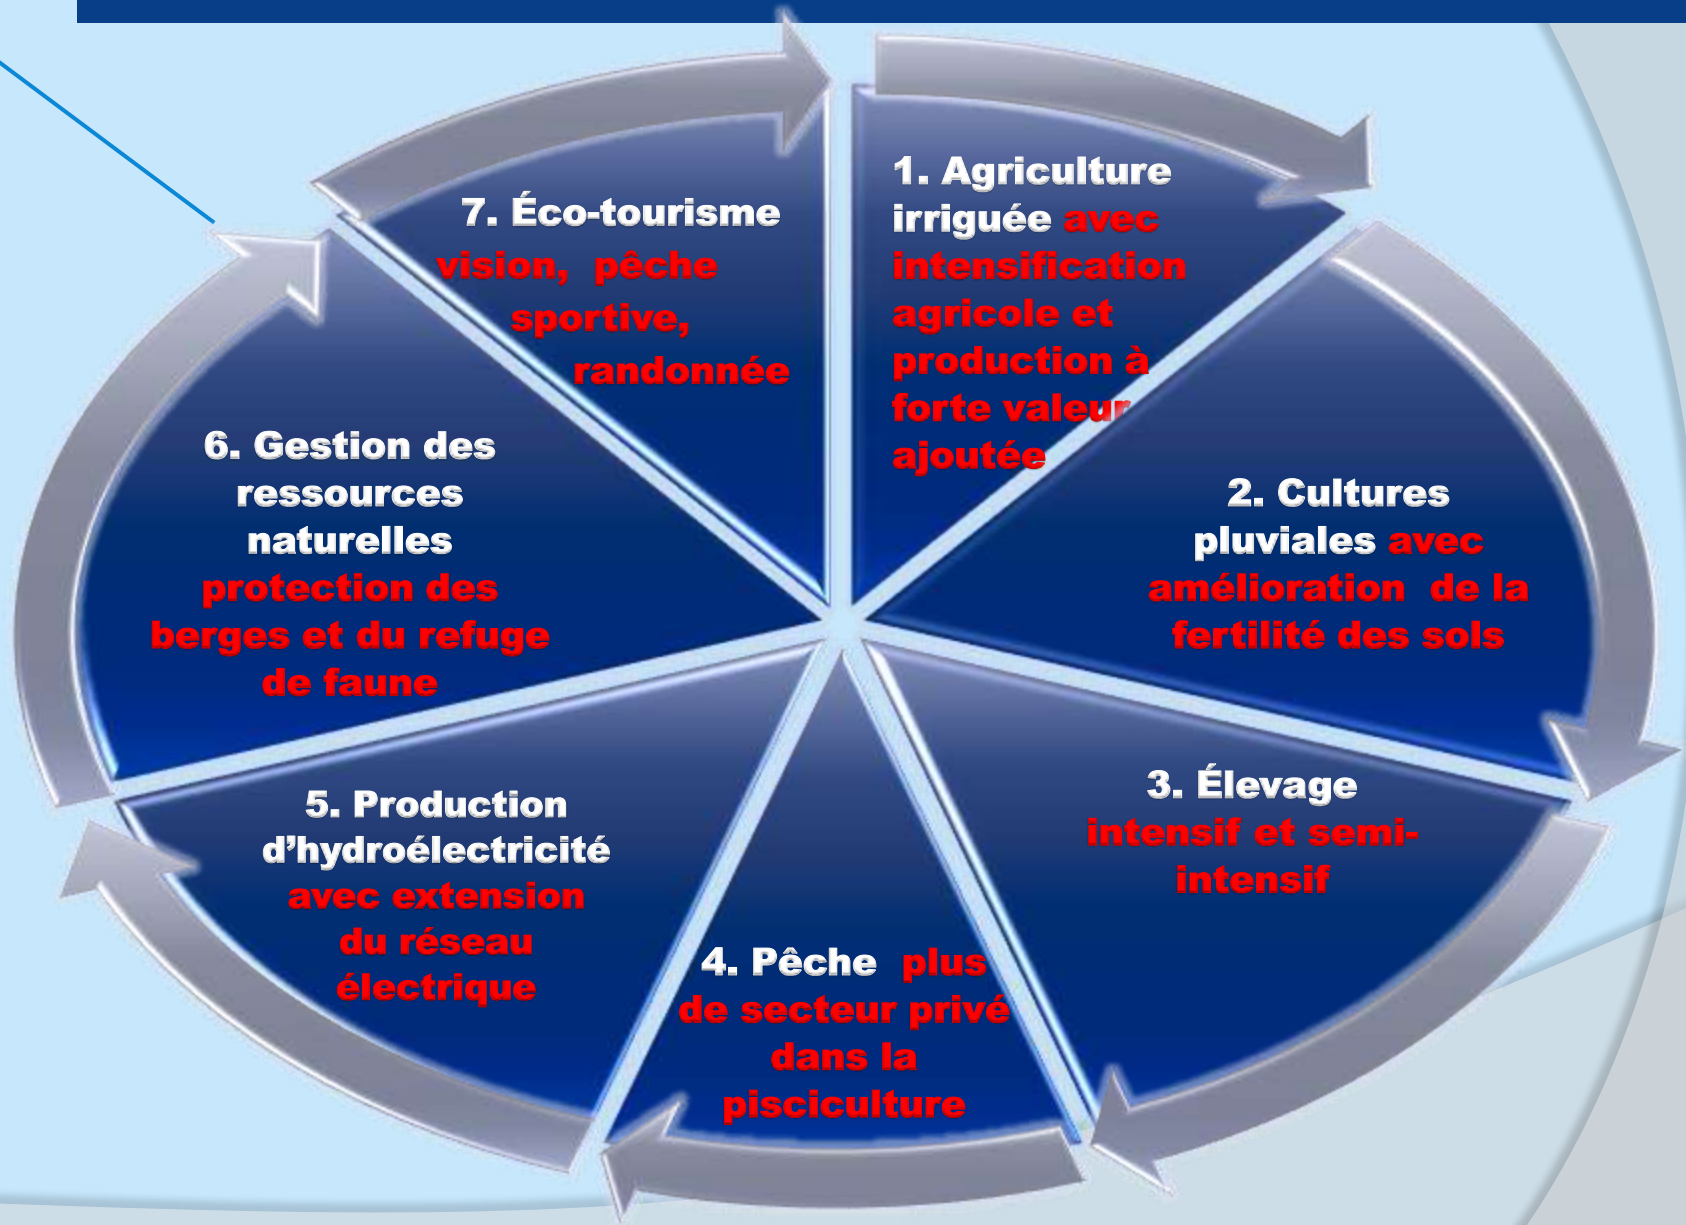 1. Agriculture
irriguée avec
intensification
agricole et
production à
forte valeur
ajoutée
2. Cultures
pluviales avec
amélioration de la
fertilité des sols
3. Élevage
intensif et semi-
intensif
4. Pêche plus
de secteur privé
dans la
pisciculture
5. Production
d’hydroélectricité
avec extension
du réseau
électrique
6. Gestion des
ressources
naturelles
protection des
berges et du refuge
de faune
7. Éco-tourisme
vision, pêche
sportive,
randonnée